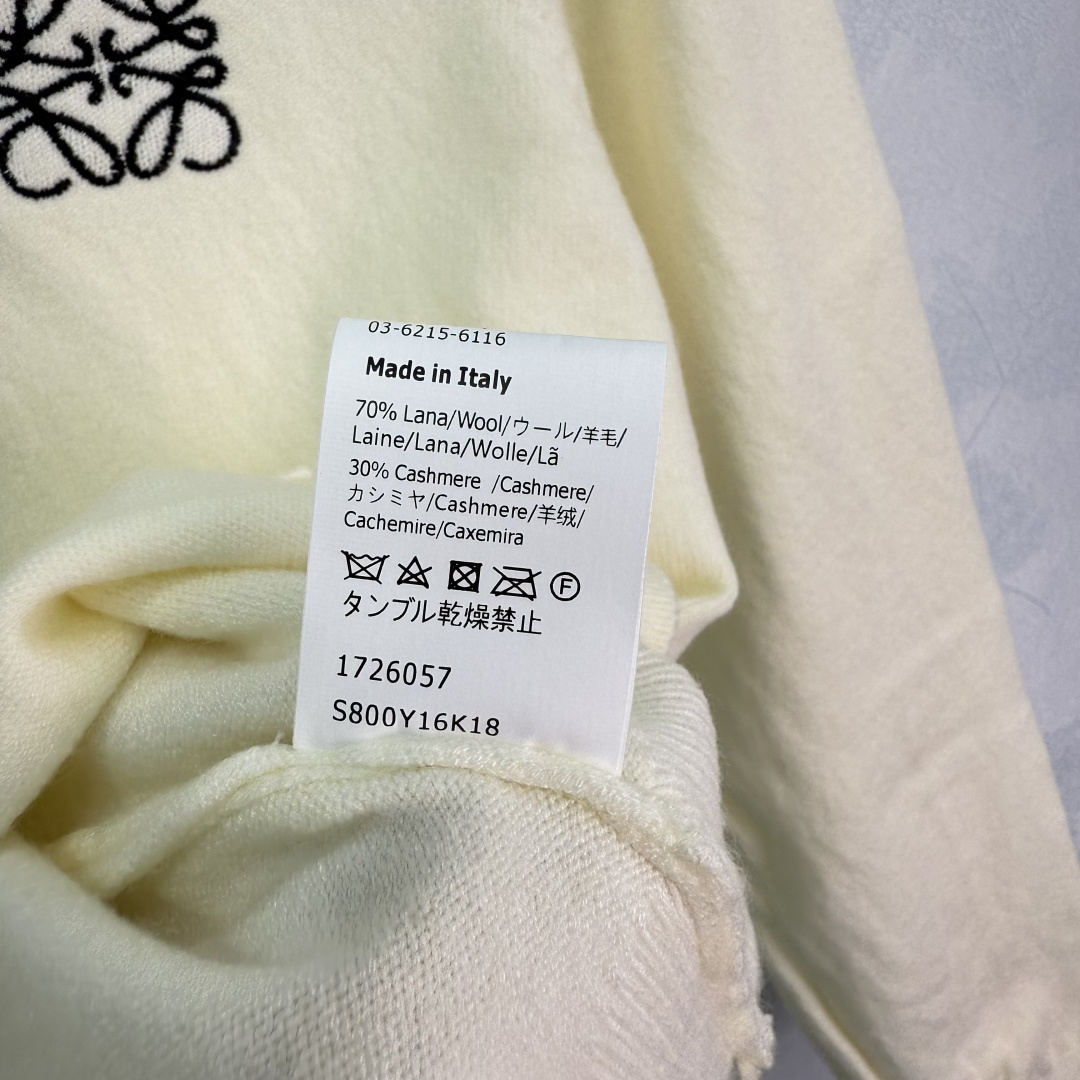 03-6215-6116
Made in Italy
70% Lana/Wool/ウール/羊毛/
Laine/Lana/Wolle/Lã
30% Cashmere /Cashmere/
カシミヤ/Cashmere/羊绒/
Cachemire/Caxemira
F
タンブル乾燥禁止
1726057
S800Y16K18